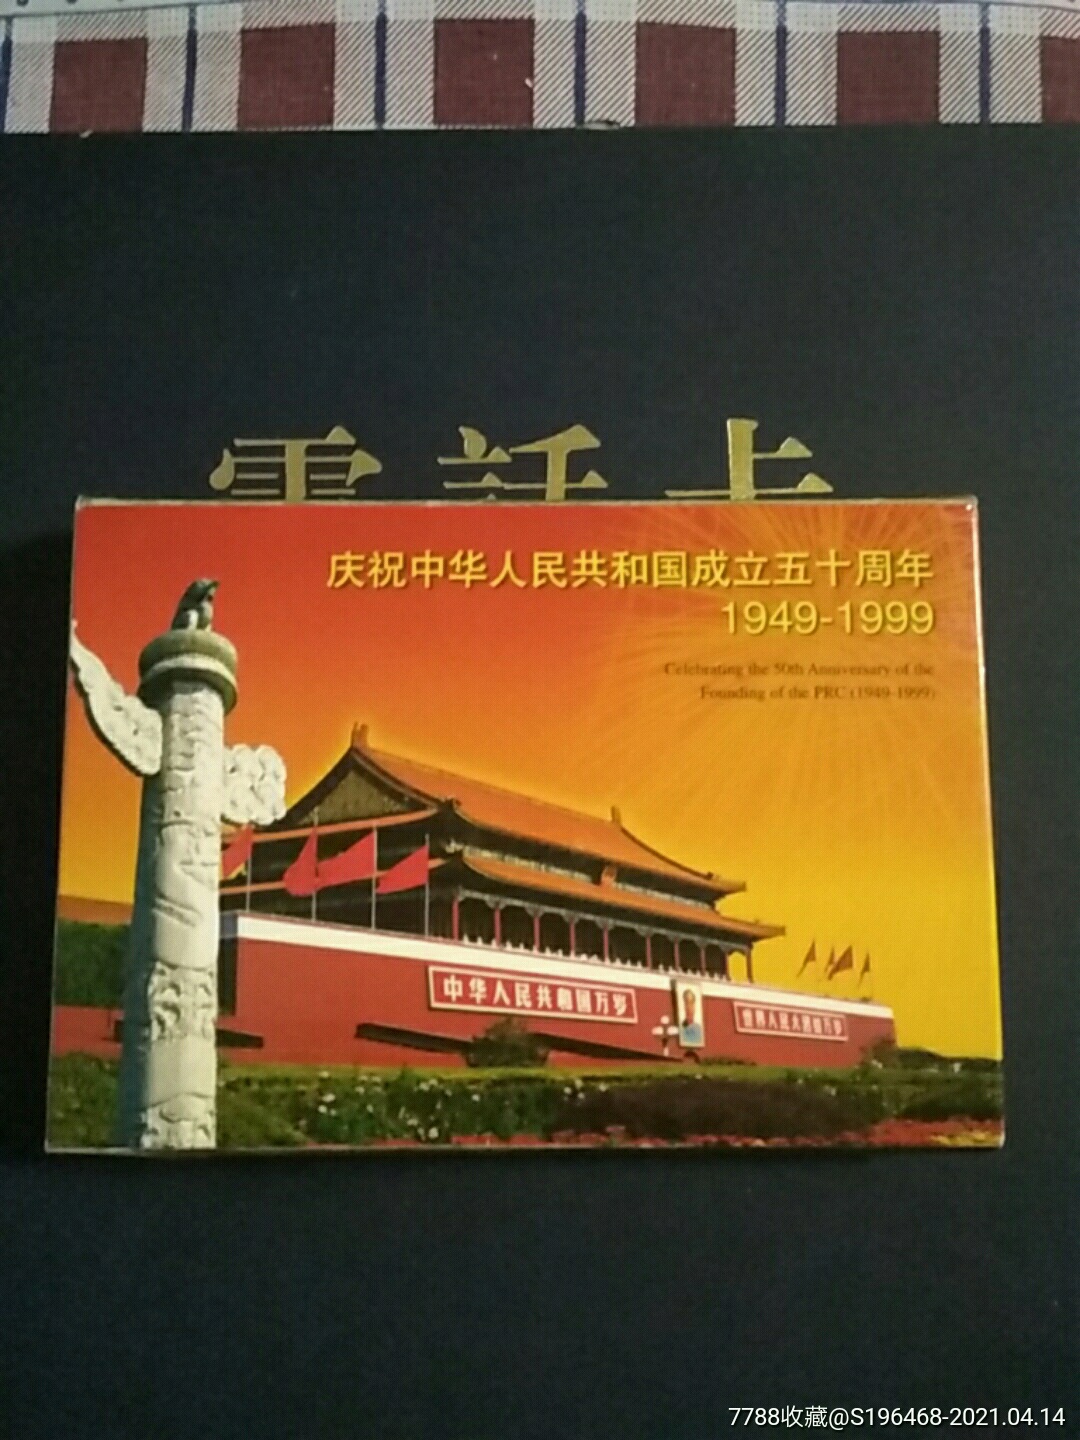 電話卡
庆祝中华人民共和国成立五十周年
1949-1999
Celebrating the 50th Anniversary of the
Founding of the PRC (1949-1999)
中华人民共和国万岁
世界人民大团结万岁
7788收藏@S196468-2021.04.14